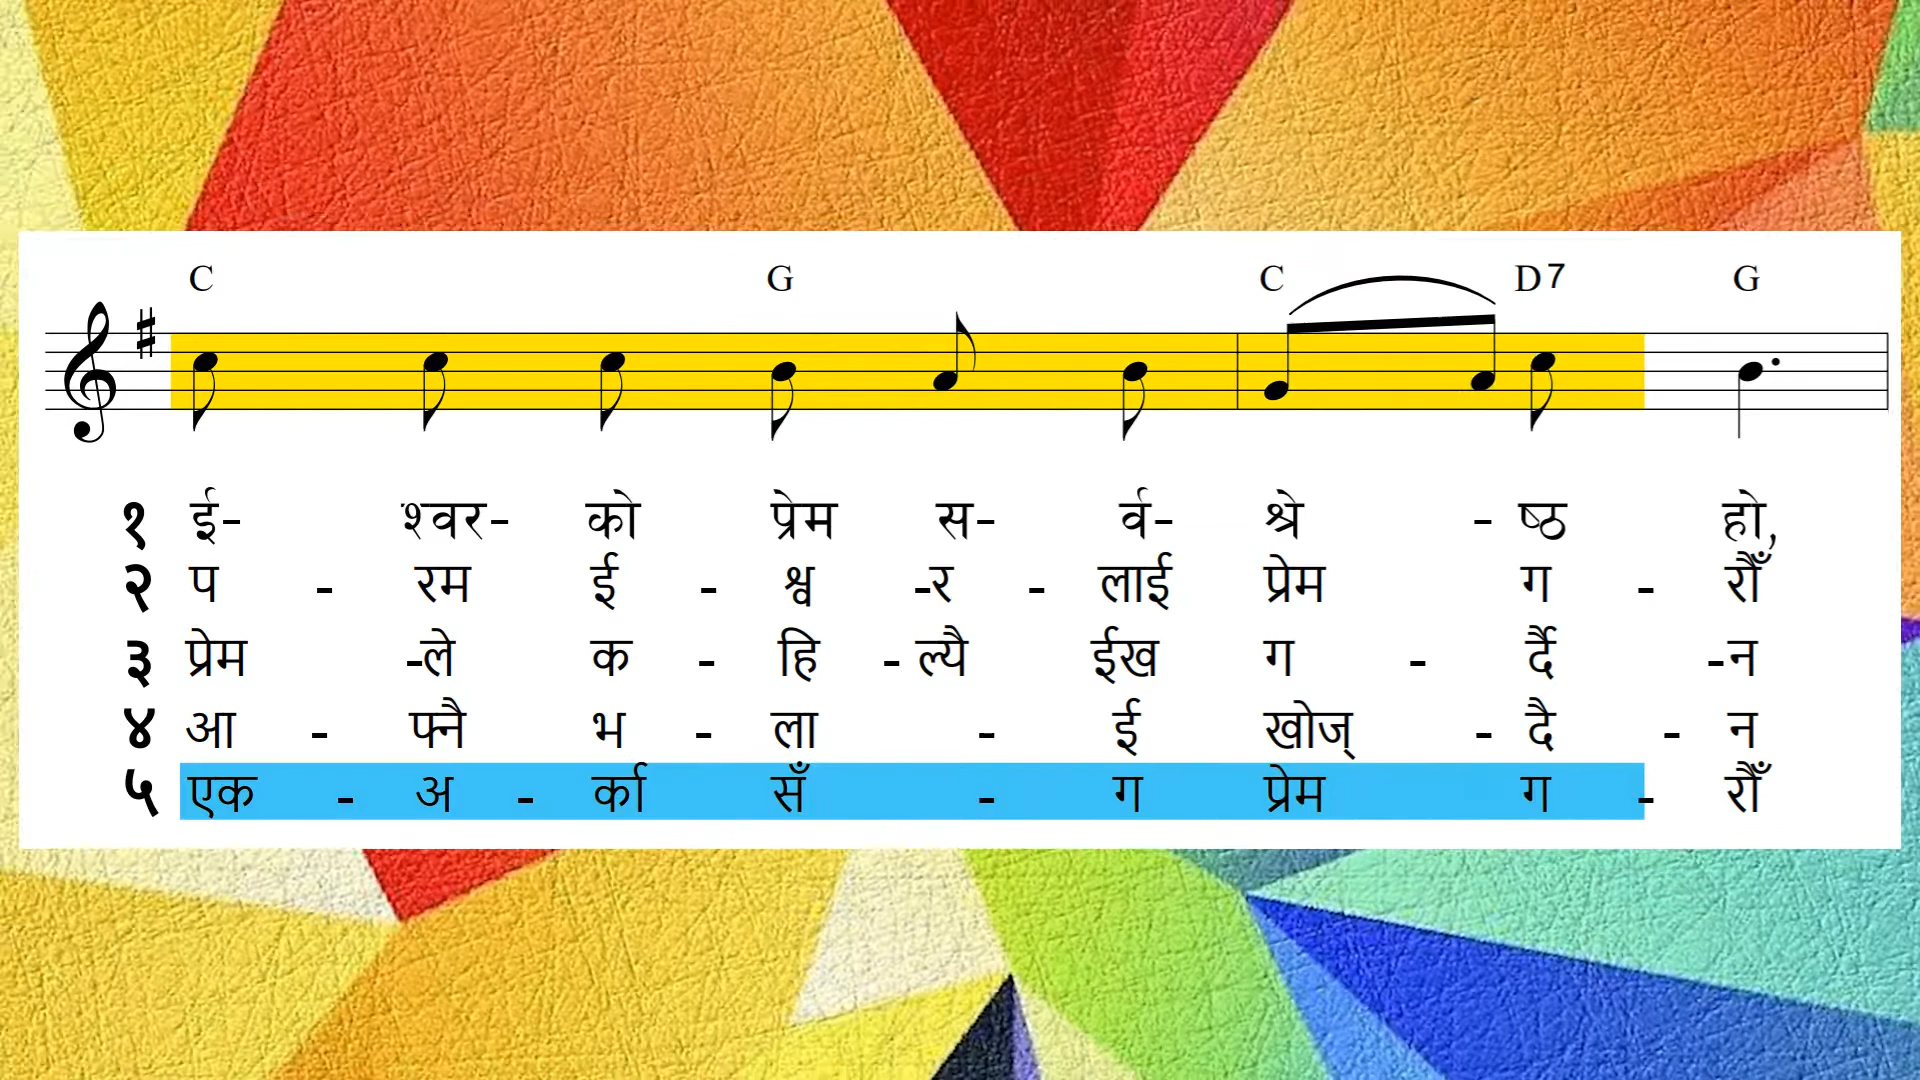 C G C D7 G
१ ई- श्वर- को प्रेम स- र्व- श्रे - ष्ठ हो,
२ प - रम ई - श्व -र - लाई प्रेम ग - रौँ
३ प्रेम -ले क - हि - ल्यै ईख ग - र्दै -न
४ आ - फ्नै भ - ला - ई खोज् - दै - न
५ एक - अ - र्का सँ - ग प्रेम ग - रौँ